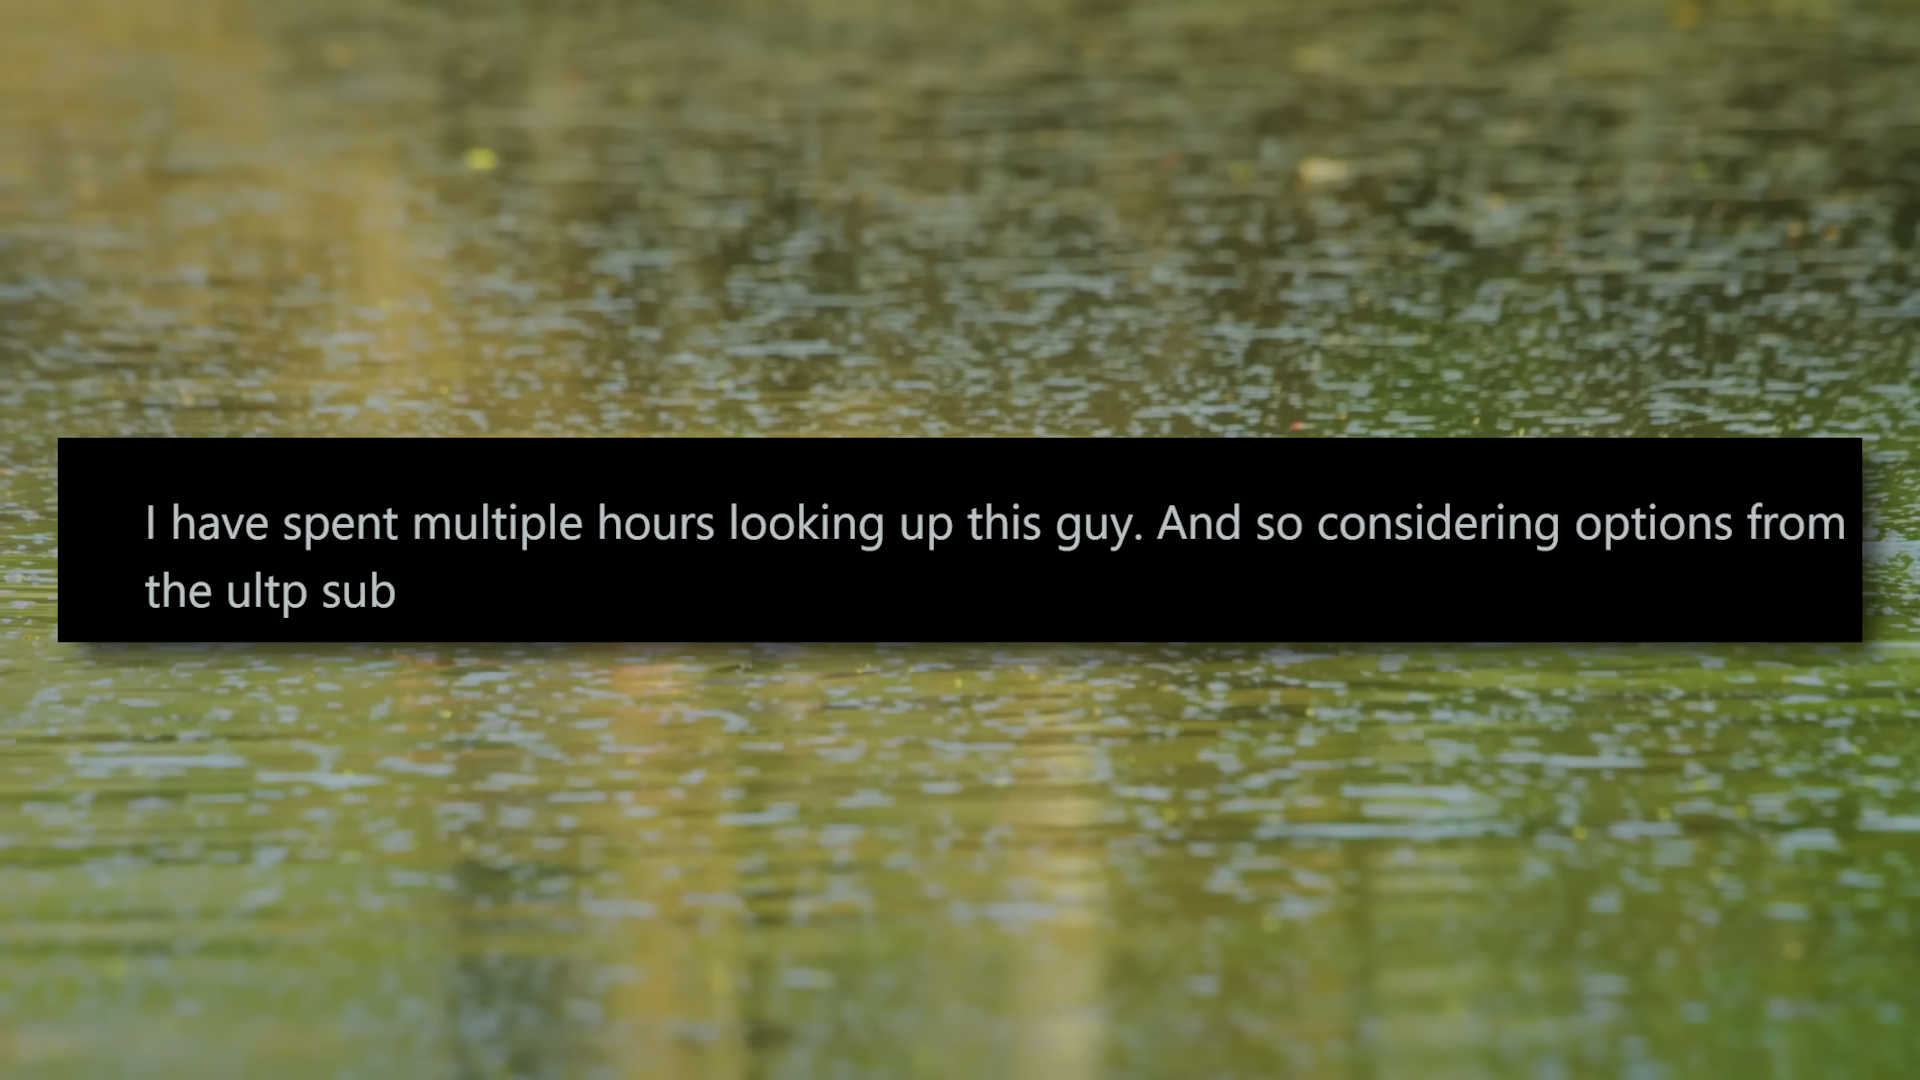 I have spent multiple hours looking up this guy. And so considering options from
the ultp sub